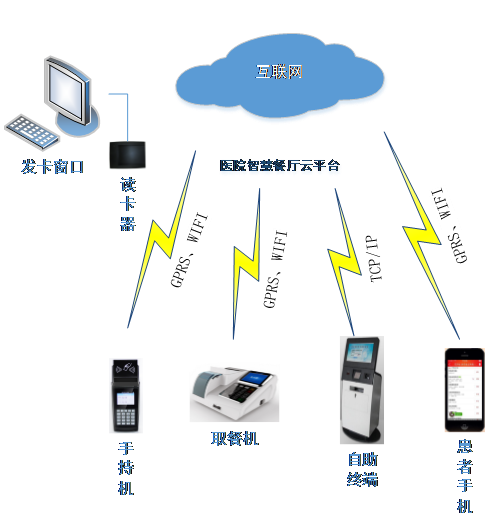 互联网
发卡窗口
读卡器
医院智慧餐厅云平台
GPRS、WIFI
GPRS、WIFI
TCP/IP
GPRS、WIFI
手持机
取餐机
自助
终端
患者手机